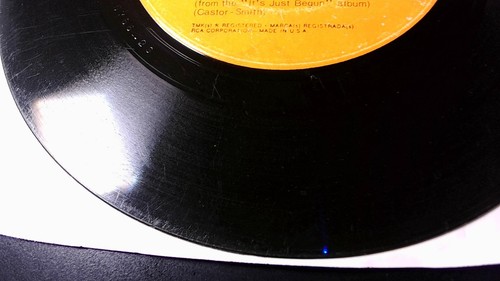 (from the "It's Just Begun" album)
(Castor-Smith)
TMK(s) ® REGISTERED - MARCA(s) REGISTRADA(s)
RCA CORPORATION - MADE IN U.S.A.